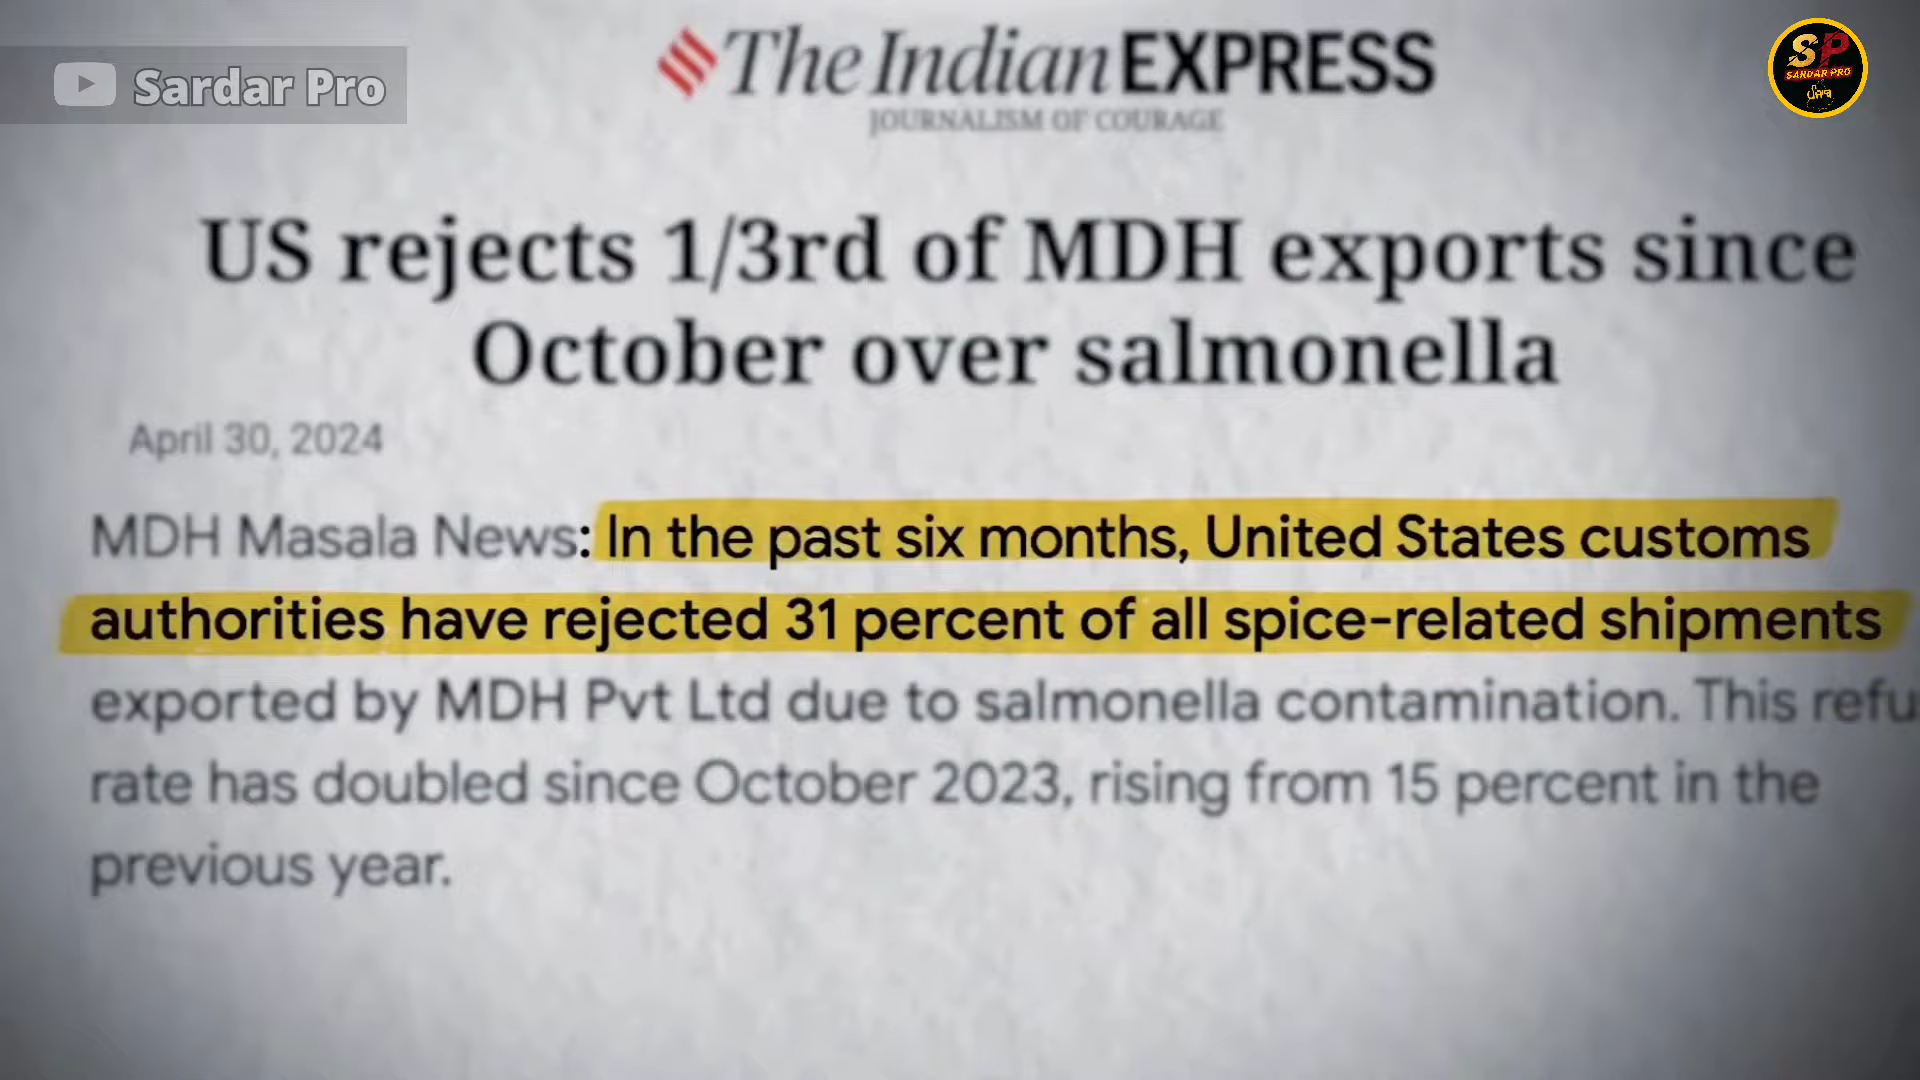 Sardar Pro
The Indian EXPRESS
JOURNALISM OF COURAGE
SP
SARDAR PRO
US rejects 1/3rd of MDH exports since
October over salmonella
April 30, 2024
MDH Masala News: In the past six months, United States customs
authorities have rejected 31 percent of all spice-related shipments
exported by MDH Pvt Ltd due to salmonella contamination. This refu
rate has doubled since October 2023, rising from 15 percent in the
previous year.